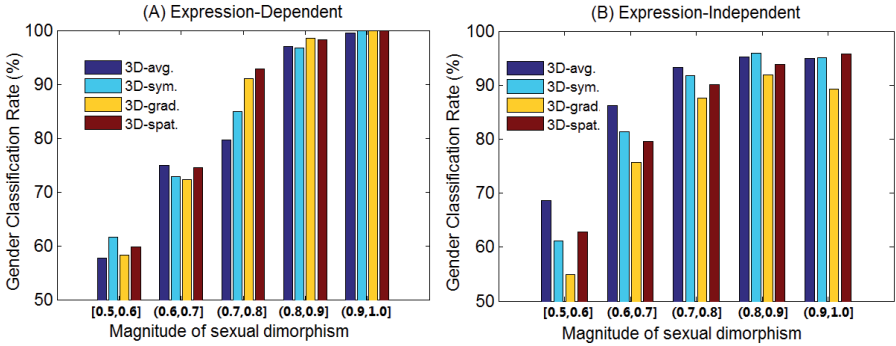 (A) Expression-Dependent
Gender Classification Rate (%)
100
90
80
70
60
50
3D-avg.
3D-sym.
3D-grad.
3D-spat.
[0.5,0.6] (0.6,0.7] (0.7,0.8] (0.8,0.9] (0.9,1.0]
Magnitude of sexual dimorphism
(B) Expression-Independent
Gender Classification Rate (%)
100
90
80
70
60
50
3D-avg.
3D-sym.
3D-grad.
3D-spat.
[0.5,0.6] (0.6,0.7] (0.7,0.8] (0.8,0.9] (0.9,1.0]
Magnitude of sexual dimorphism